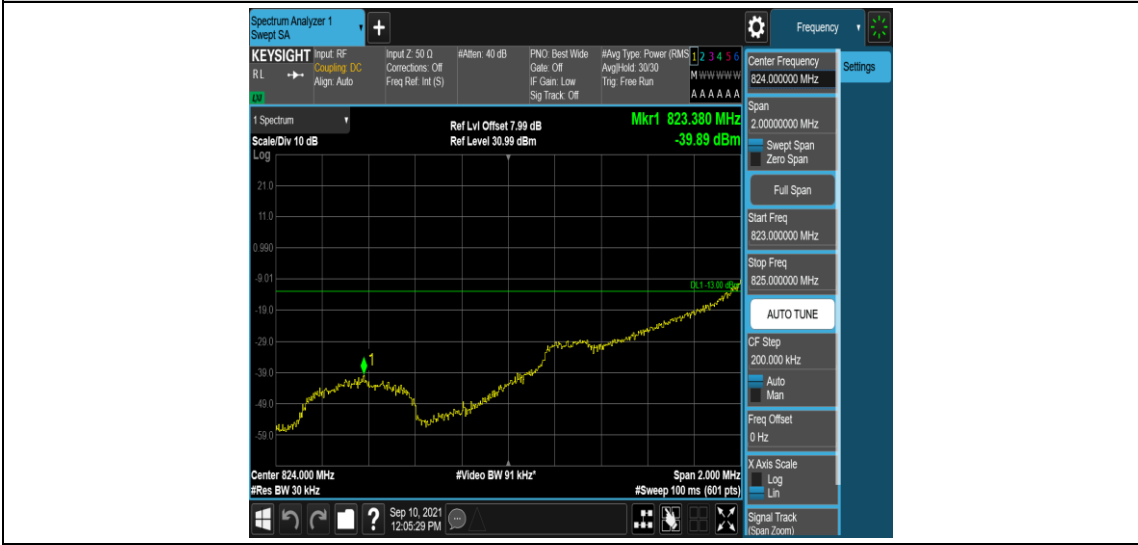 Spectrum Analyzer 1
Swept SA
+
Frequency
KEYSIGHT
RL
LM
Input: RF
Coupling: DC
Align: Auto
Input Z: 50 Ω
Corrections: Off
Freq Ref: Int (S)
#Atten: 40 dB
PNO: Best Wide
Gate: Off
IF Gain: Low
Sig Track: Off
#Avg Type: Power (RMS
Avg|Hold: 30/30
Trig: Free Run
1 2 3 4 5 6
M W W W W W
A A A A A A
1 Spectrum
Scale/Div 10 dB
Ref Lvl Offset 7.99 dB
Ref Level 30.99 dBm
Mkr1 823.380 MHz
-39.89 dBm
Log
21.0
11.0
0.990
-9.01
-19.0
-29.0
-39.0
-49.0
-59.0
DL1 -13.00 dBm
1
Center 824.000 MHz
#Res BW 30 kHz
#Video BW 91 kHz*
Span 2.000 MHz
#Sweep 100 ms (601 pts)
?
Sep 10, 2021
12:05:29 PM
Center Frequency
824.000000 MHz
Settings
Span
2.00000000 MHz
Swept Span
Zero Span
Full Span
Start Freq
823.000000 MHz
Stop Freq
825.000000 MHz
AUTO TUNE
CF Step
200.000 kHz
Auto
Man
Freq Offset
0 Hz
X Axis Scale
Log
Lin
Signal Track
(Span Zoom)